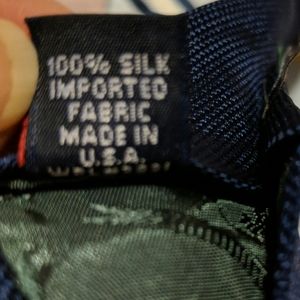 100% SILK
IMPORTED
FABRIC
MADE IN
U.S.A.